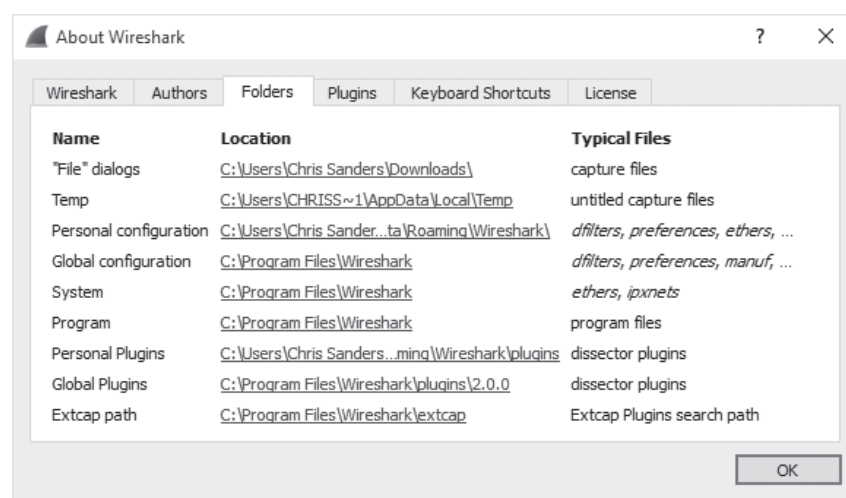 About Wireshark ? ×
Wireshark Authors Folders Plugins Keyboard Shortcuts License
Name Location Typical Files
"File" dialogs C:\Users\Chris Sanders\Downloads\ capture files
Temp C:\Users\CHRISS~1\AppData\Local\Temp untitled capture files
Personal configuration C:\Users\Chris Sander...ta\Roaming\Wireshark\ dfilters, preferences, ethers, ...
Global configuration C:\Program Files\Wireshark dfilters, preferences, manuf, ...
System C:\Program Files\Wireshark ethers, ipxnets
Program C:\Program Files\Wireshark program files
Personal Plugins C:\Users\Chris Sanders...ming\Wireshark\plugins dissector plugins
Global Plugins C:\Program Files\Wireshark\plugins\2.0.0 dissector plugins
Extcap path C:\Program Files\Wireshark\extcap Extcap Plugins search path
OK